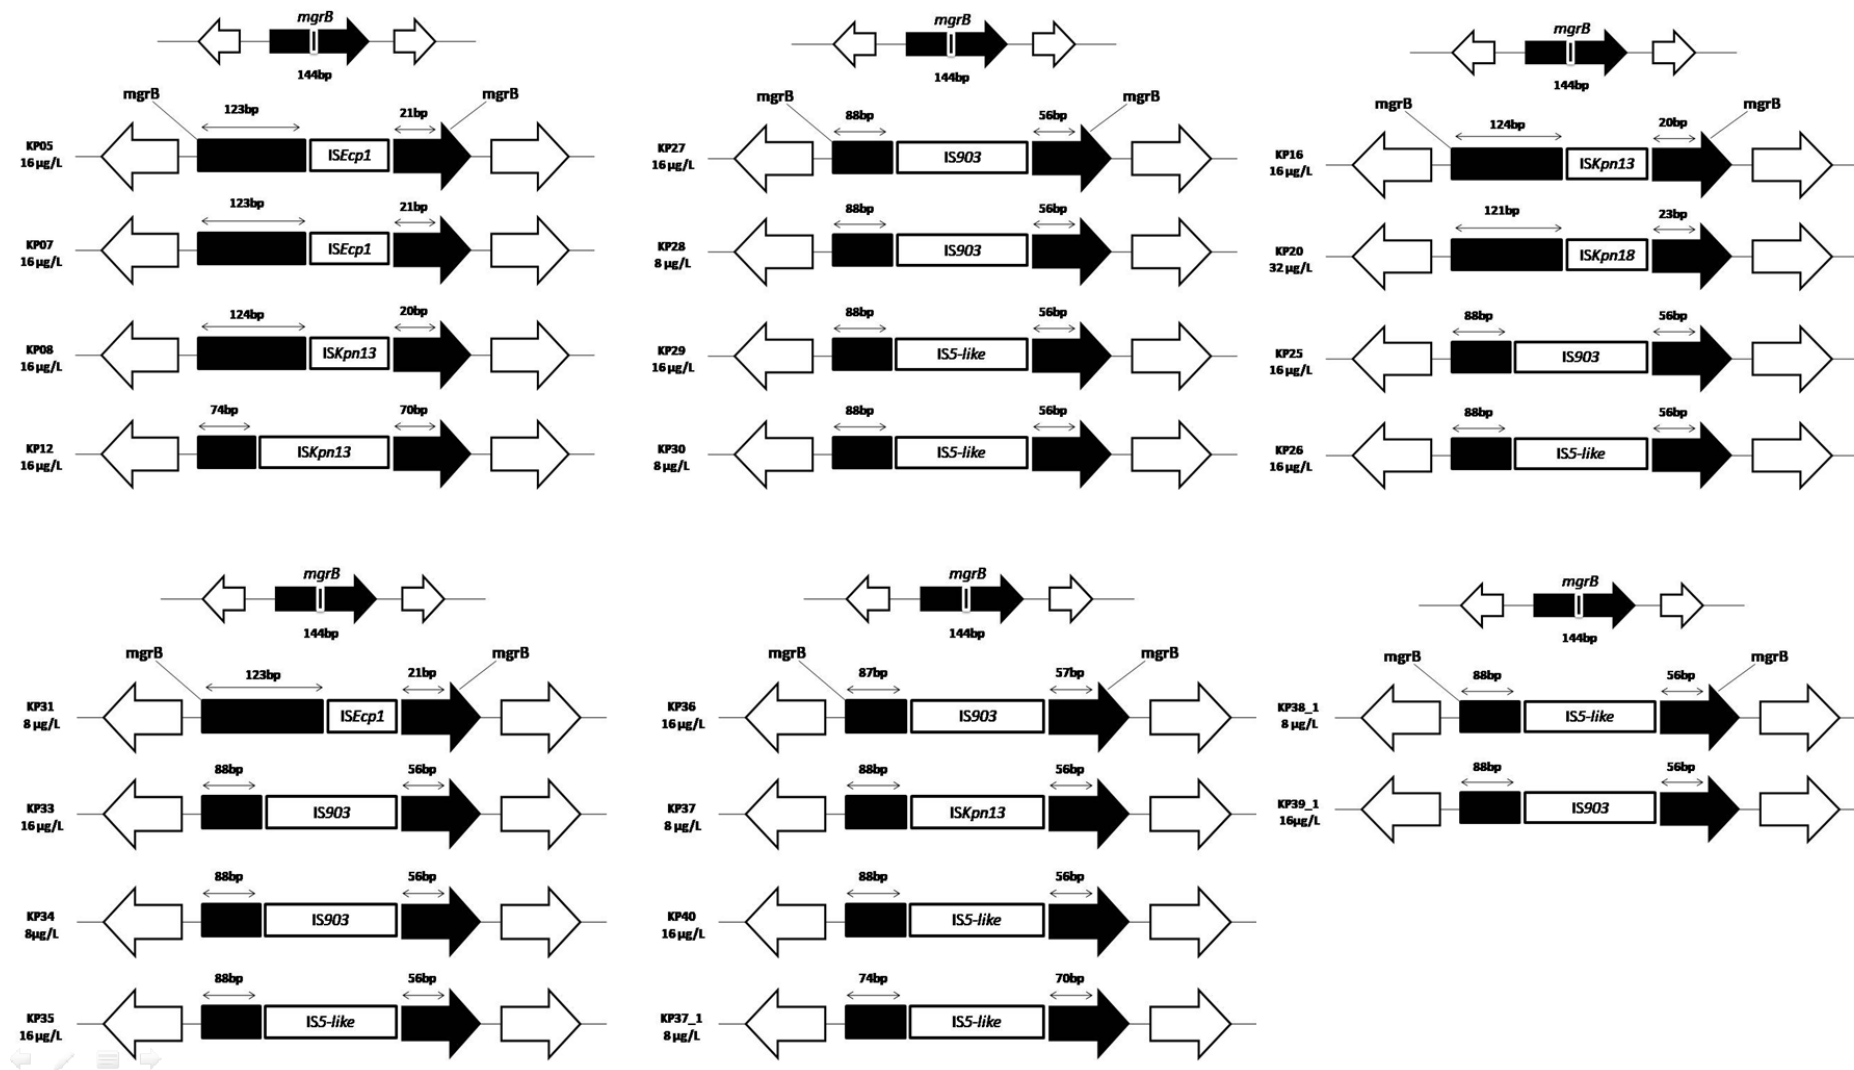 mgrB
144bp
mgrB
mgrB
123bp
21bp
KP05
16 µg/L
ISEcp1
123bp
21bp
KP07
16 µg/L
ISEcp1
124bp
20bp
KP08
16 µg/L
ISKpn13
74bp
70bp
KP12
16 µg/L
ISKpn13
mgrB
144bp
mgrB
mgrB
88bp
56bp
KP27
16 µg/L
IS903
88bp
56bp
KP28
8 µg/L
IS903
88bp
56bp
KP29
16 µg/L
IS5-like
88bp
56bp
KP30
8 µg/L
IS5-like
mgrB
144bp
mgrB
mgrB
124bp
20bp
KP16
16 µg/L
ISKpn13
121bp
23bp
KP20
32 µg/L
ISKpn18
88bp
56bp
KP25
16 µg/L
IS903
88bp
56bp
KP26
16 µg/L
IS5-like
mgrB
144bp
mgrB
mgrB
123bp
21bp
KP31
8 µg/L
ISEcp1
88bp
56bp
KP33
16 µg/L
IS903
88bp
56bp
KP34
8µg/L
IS903
88bp
56bp
KP35
16 µg/L
IS5-like
mgrB
144bp
mgrB
mgrB
87bp
57bp
KP36
16 µg/L
IS903
88bp
56bp
KP37
8 µg/L
ISKpn13
88bp
56bp
KP40
16 µg/L
IS5-like
74bp
70bp
KP37_1
8 µg/L
IS5-like
mgrB
144bp
mgrB
mgrB
88bp
56bp
KP38_1
8 µg/L
IS5-like
88bp
56bp
KP39_1
16µg/L
IS903